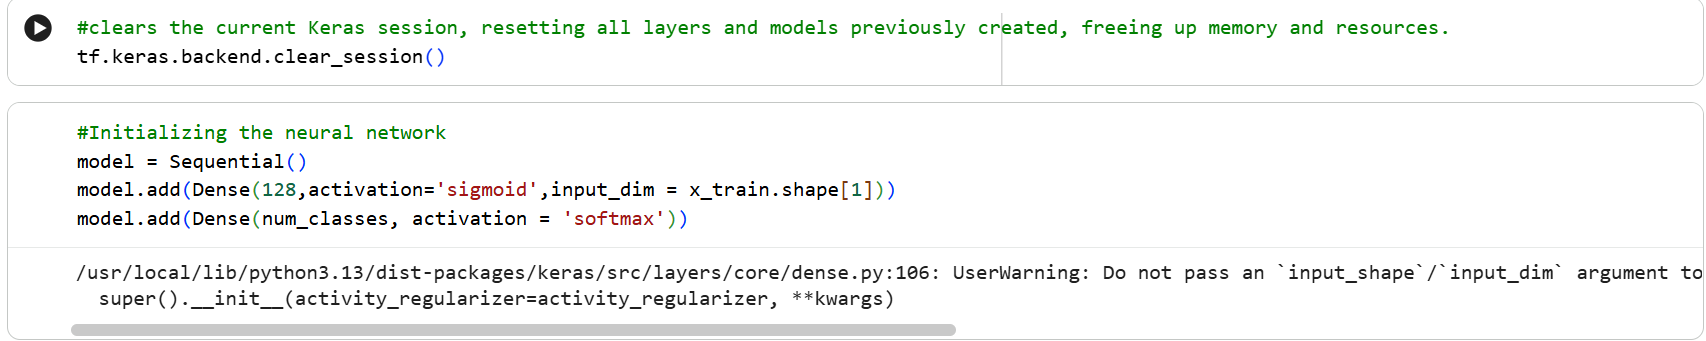 #clears the current Keras session, resetting all layers and models previously created, freeing up memory and resources.
tf.keras.backend.clear_session()
#Initializing the neural network
model = Sequential()
model.add(Dense(128,activation='sigmoid',input_dim = x_train.shape[1]))
model.add(Dense(num_classes, activation = 'softmax'))
/usr/local/lib/python3.13/dist-packages/keras/src/layers/core/dense.py:106: UserWarning: Do not pass an `input_shape`/`input_dim` argument to
  super().__init__(activity_regularizer=activity_regularizer, **kwargs)